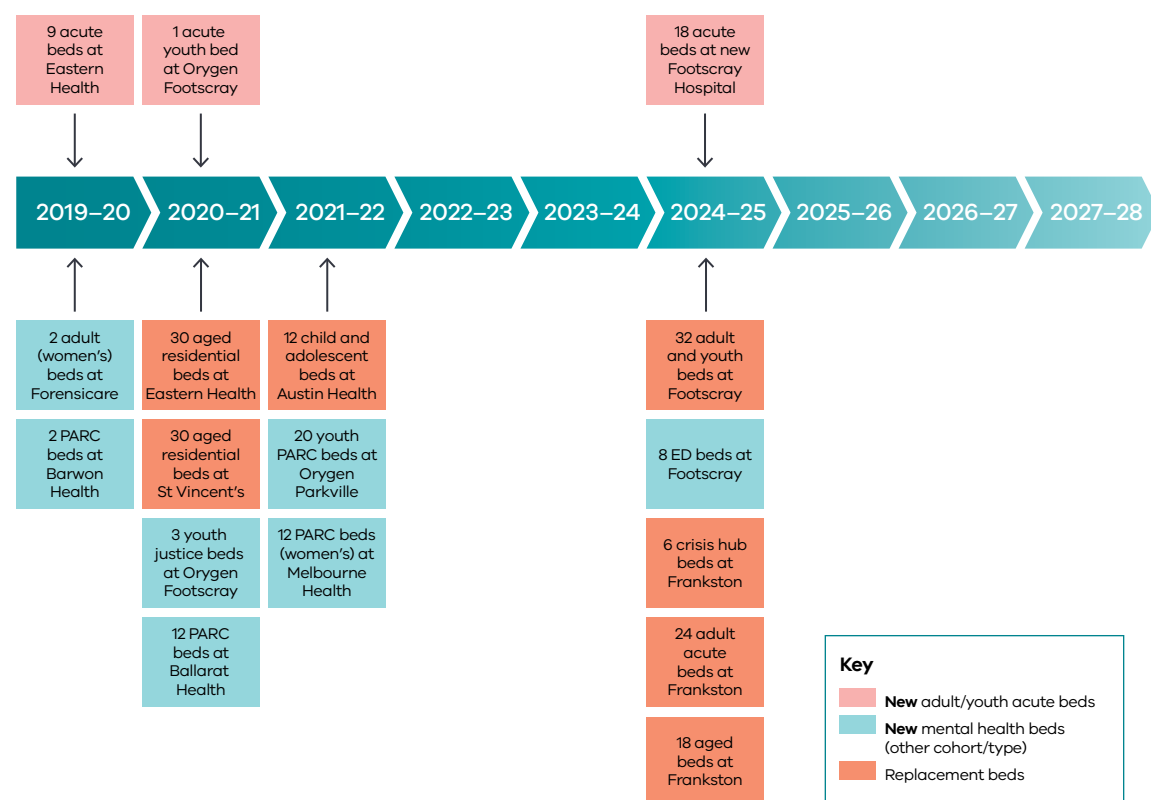 9 acute
beds at
Eastern
Health
1 acute
youth bed
at Orygen
Footscray
18 acute
beds at new
Footscray
Hospital
2019–20
2020–21
2021–22
2022–23
2023–24
2024–25
2025–26
2026–27
2027–28
2 adult
(women's)
beds at
Forensicare
30 aged
residential
beds at
Eastern Health
12 child and
adolescent
beds at
Austin Health
32 adult
and youth
beds at
Footscray
2 PARC
beds at
Barwon
Health
30 aged
residential
beds at
St Vincent's
20 youth
PARC beds at
Orygen
Parkville
8 ED beds at
Footscray
3 youth
justice beds
at Orygen
Footscray
12 PARC beds
(women's) at
Melbourne
Health
6 crisis hub
beds at
Frankston
12 PARC
beds at
Ballarat
Health
24 adult
acute
beds at
Frankston
18 aged
beds at
Frankston
Key
New adult/youth acute beds
New mental health beds
(other cohort/type)
Replacement beds